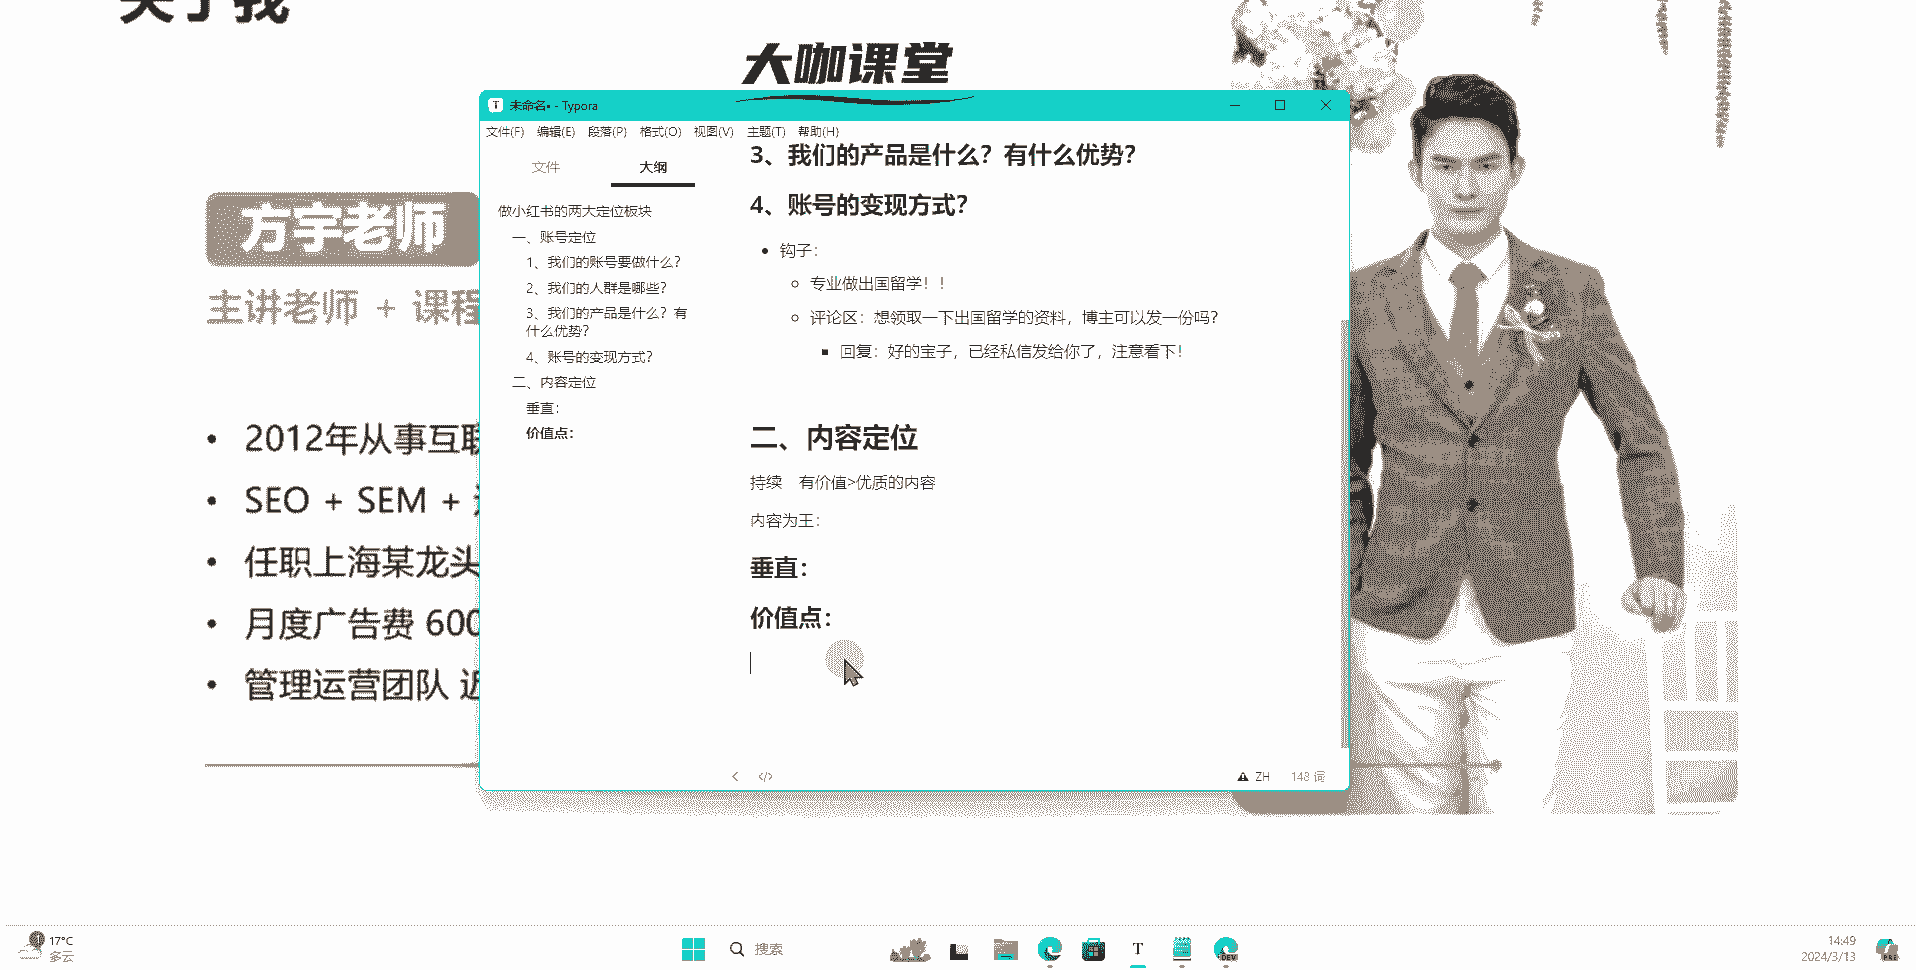 关于我
大咖课堂
方宇老师
主讲老师 + 课程
2012年从事互联
SEO + SEM +
任职上海某龙头
月度广告费 600
管理运营团队 近
未命名• - Typora
文件(F) 编辑(E) 段落(P) 格式(O) 视图(V) 主题(T) 帮助(H)
文件 大纲
做小红书的两大定位板块
一、账号定位
1、我们的账号要做什么？
2、我们的人群是哪些？
3、我们的产品是什么？有
什么优势？
4、账号的变现方式？
二、内容定位
垂直：
价值点：
3、我们的产品是什么？有什么优势？
4、账号的变现方式？
钩子：
专业做出国留学！！
评论区：想领取一下出国留学的资料，博主可以发一份吗？
回复：好的宝子，已经私信发给你了，注意看下！
二、内容定位
持续 有价值>优质的内容
内容为王：
垂直：
价值点：
</> ZH 148 词
17°C
多云
搜索
T
DEV
14:49
2024/3/13
PRE